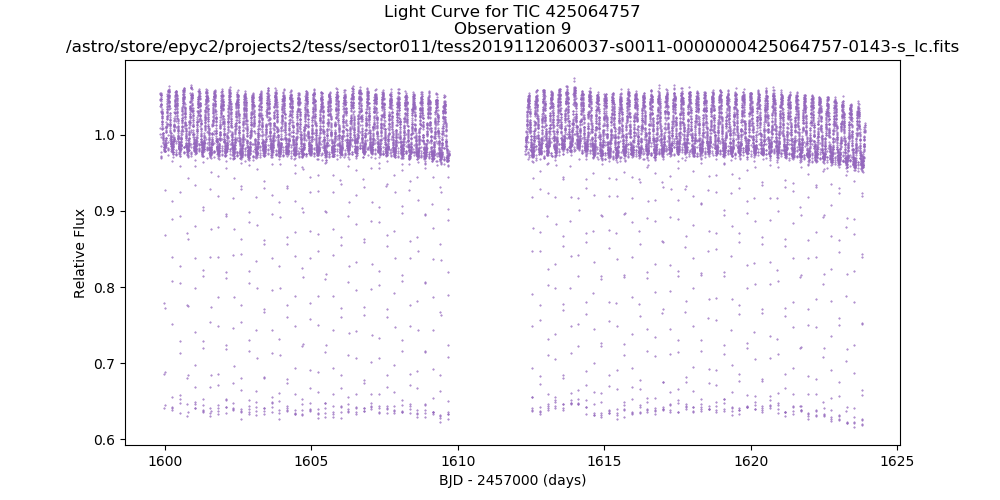 Light Curve for TIC 425064757
Observation 9
/astro/store/epyc2/projects2/tess/sector011/tess2019112060037-s0011-0000000425064757-0143-s_lc.fits
1.0
0.9
0.8
0.7
0.6
Relative Flux
1600
1605
1610
1615
1620
1625
BJD - 2457000 (days)